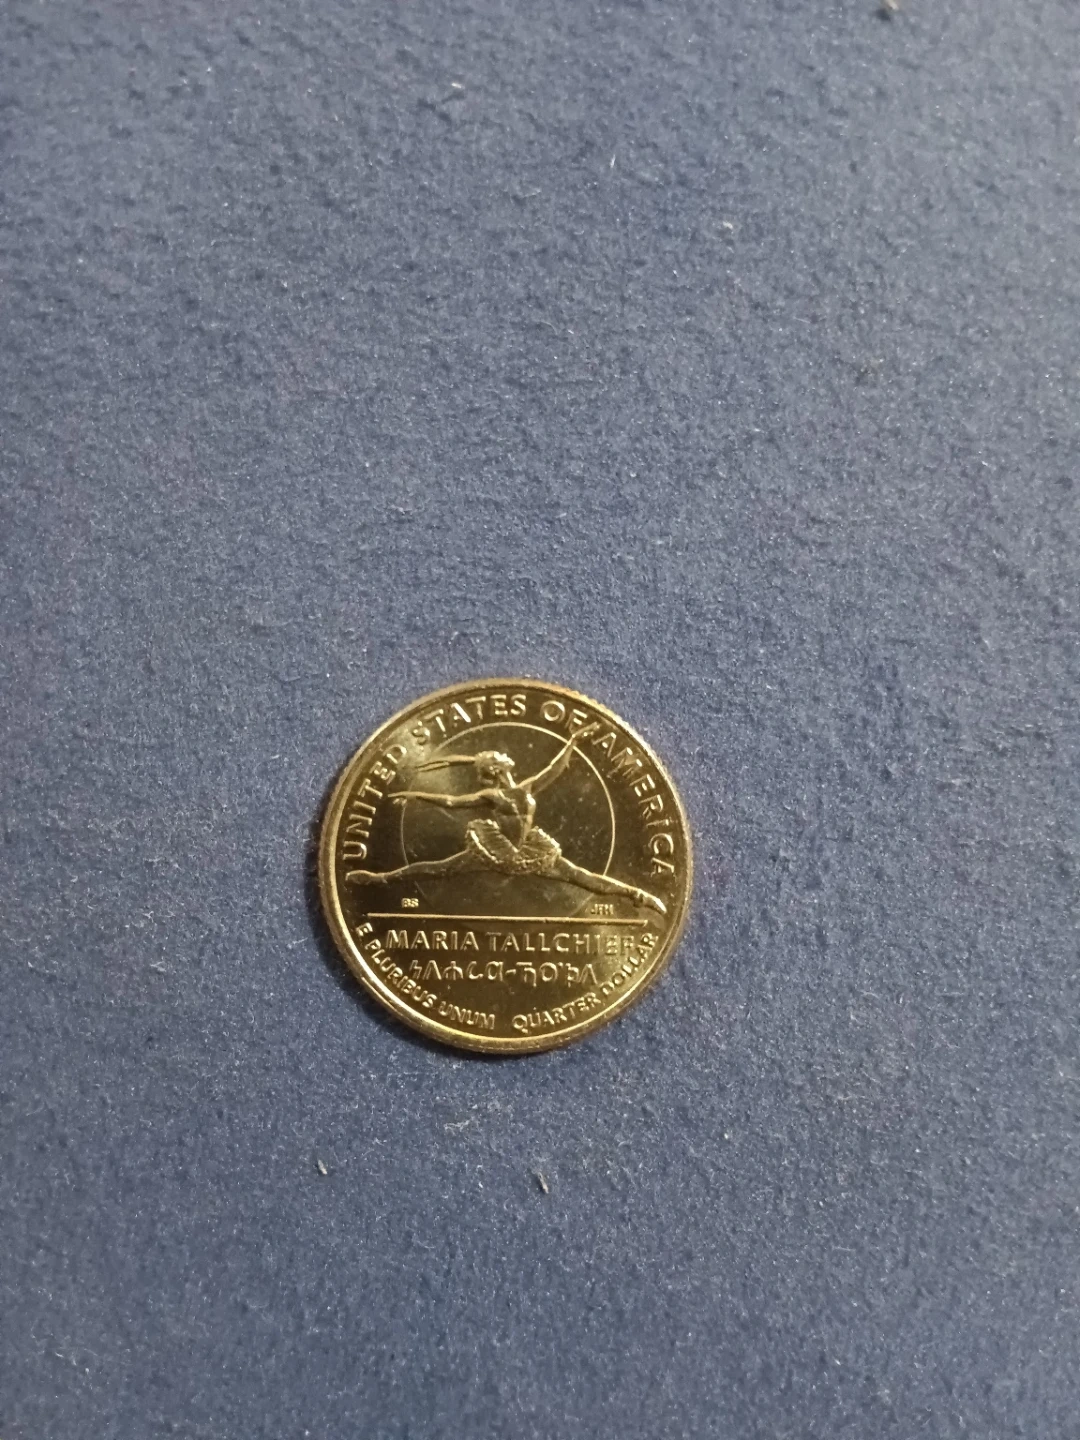 UNITED STATES OF AMERICA
BS
JFM
MARIA TALLCHIEF
E PLURIBUS UNUM
QUARTER DOLLAR